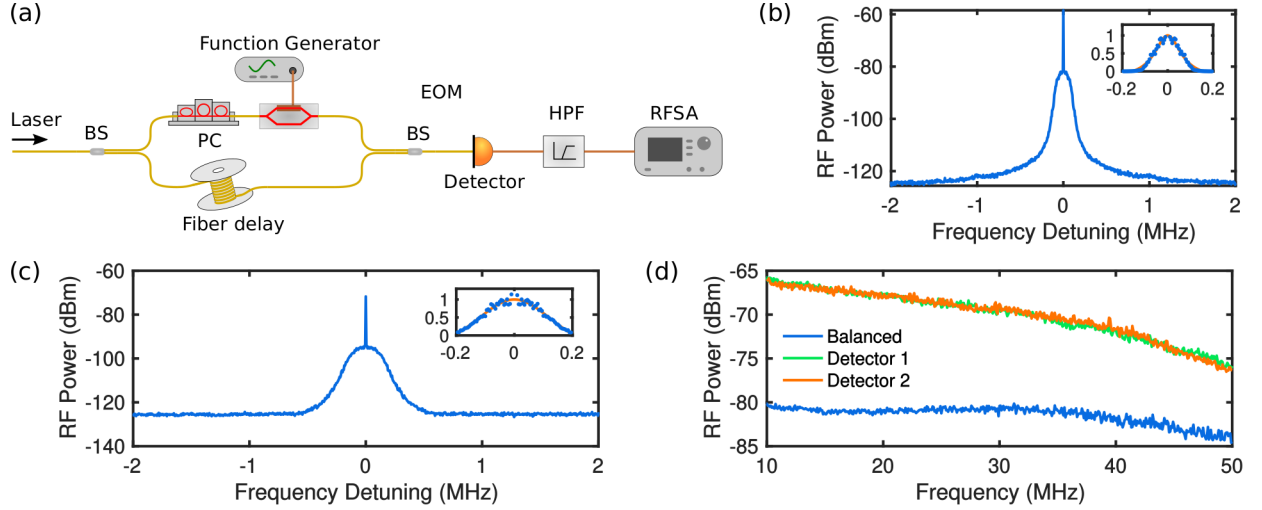 (a)
Function Generator
EOM
Laser
BS
PC
BS
HPF
RFSA
Detector
Fiber delay
(b)
RF Power (dBm)
-60
-80
-100
-120
-2
-1
0
1
2
Frequency Detuning (MHz)
1
0.5
0
-0.2
0
0.2
(c)
RF Power (dBm)
-60
-80
-100
-120
-140
-2
-1
0
1
2
Frequency Detuning (MHz)
1
0.5
0
-0.2
0
0.2
(d)
RF Power (dBm)
-65
-70
-75
-80
-85
Balanced
Detector 1
Detector 2
10
20
30
40
50
Frequency (MHz)